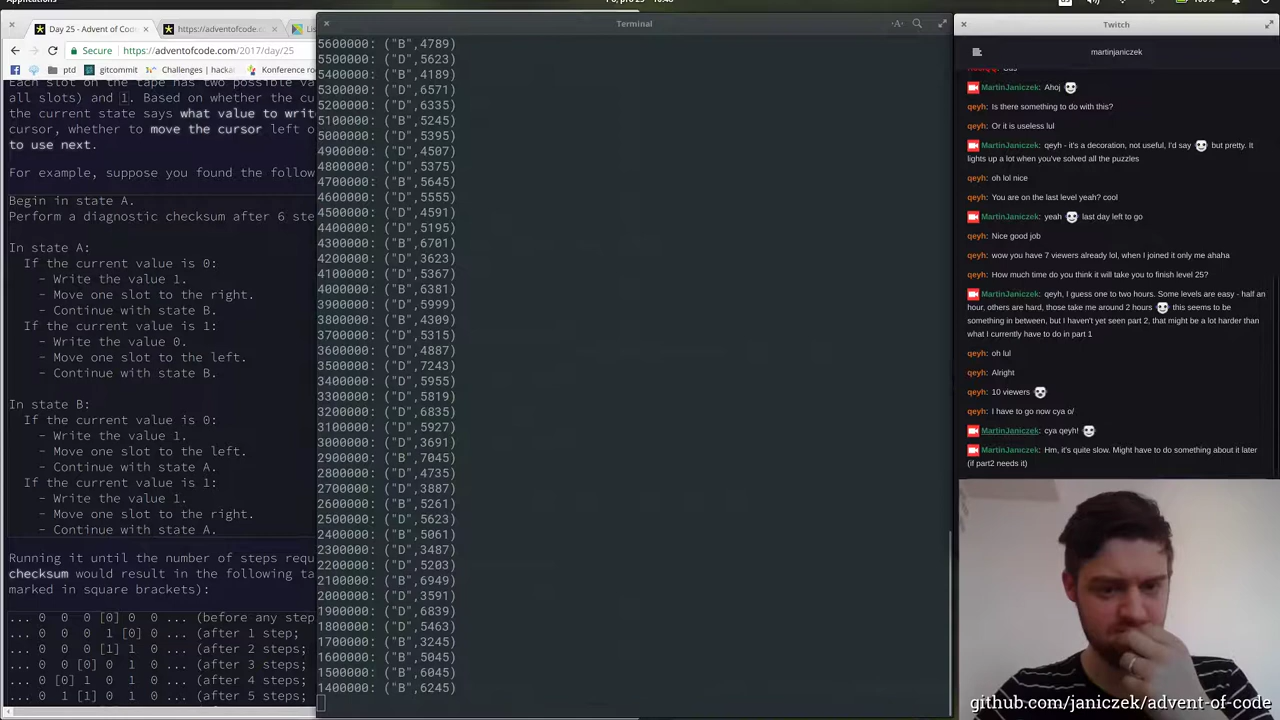 Applications
100%
Day 25 - Advent of Cod
https://adventofcode.com
Lis
Secure
https://adventofcode.com/2017/day/25
ptd
gitcommit
Challenges | hackat
Konference ro
Each slot on the tape has two possible va
all slots) and 1. Based on whether the cu
the current state says what value to writ
cursor, whether to move the cursor left o
to use next.
For example, suppose you found the follow
Begin in state A.
Perform a diagnostic checksum after 6 ste
In state A:
If the current value is 0:
- Write the value 1.
- Move one slot to the right.
- Continue with state B.
If the current value is 1:
- Write the value 0.
- Move one slot to the left.
- Continue with state B.
In state B:
If the current value is 0:
- Write the value 1.
- Move one slot to the left.
- Continue with state A.
If the current value is 1:
- Write the value 1.
- Move one slot to the right.
- Continue with state A.
Running it until the number of steps requ
checksum would result in the following ta
marked in square brackets):
... 0 0 0 [0] 0 0 ... (before any step
... 0 0 0 1 [0] 0 ... (after 1 step;
... 0 0 0 [1] 1 0 ... (after 2 steps;
... 0 0 [0] 0 1 0 ... (after 3 steps;
... 0 [0] 1 0 1 0 ... (after 4 steps;
... 0 1 [1] 0 1 0 ... (after 5 steps;
Terminal
5600000: ("B",4789)
5500000: ("D",5623)
5400000: ("B",4189)
5300000: ("D",6571)
5200000: ("D",6335)
5100000: ("B",5245)
5000000: ("D",5395)
4900000: ("D",4507)
4800000: ("D",5375)
4700000: ("B",5645)
4600000: ("D",5555)
4500000: ("D",4591)
4400000: ("D",5195)
4300000: ("B",6701)
4200000: ("D",3623)
4100000: ("D",5367)
4000000: ("B",6381)
3900000: ("D",5999)
3800000: ("B",4309)
3700000: ("D",5315)
3600000: ("D",4887)
3500000: ("D",7243)
3400000: ("D",5955)
3300000: ("D",5819)
3200000: ("D",6835)
3100000: ("D",5927)
3000000: ("D",3691)
2900000: ("B",7045)
2800000: ("D",4735)
2700000: ("D",3887)
2600000: ("B",5261)
2500000: ("D",5623)
2400000: ("B",5061)
2300000: ("D",3487)
2200000: ("D",5203)
2100000: ("B",6949)
2000000: ("D",3591)
1900000: ("D",6839)
1800000: ("D",5463)
1700000: ("B",3245)
1600000: ("B",5045)
1500000: ("B",6045)
1400000: ("B",6245)
Twitch
martinjaniczek
MartinJaniczek: Ahoj
qeyh: Is there something to do with this?
qeyh: Or it is useless lul
MartinJaniczek: qeyh - it's a decoration, not useful, I'd say but pretty. It
lights up a lot when you've solved all the puzzles
qeyh: oh lol nice
qeyh: You are on the last level yeah? cool
MartinJaniczek: yeah last day left to go
qeyh: Nice good job
qeyh: wow you have 7 viewers already lol, when I joined it only me ahaha
qeyh: How much time do you think it will take you to finish level 25?
MartinJaniczek: qeyh, I guess one to two hours. Some levels are easy - half an
hour, others are hard, those take me around 2 hours this seems to be
something in between, but I haven't yet seen part 2, that might be a lot harder than
what I currently have to do in part 1
qeyh: oh lul
qeyh: Alright
qeyh: 10 viewers
qeyh: I have to go now cya o/
MartinJaniczek: cya qeyh!
MartinJaniczek: Hm, it's quite slow. Might have to do something about it later
(if part2 needs it)
github.com/janiczek/advent-of-code